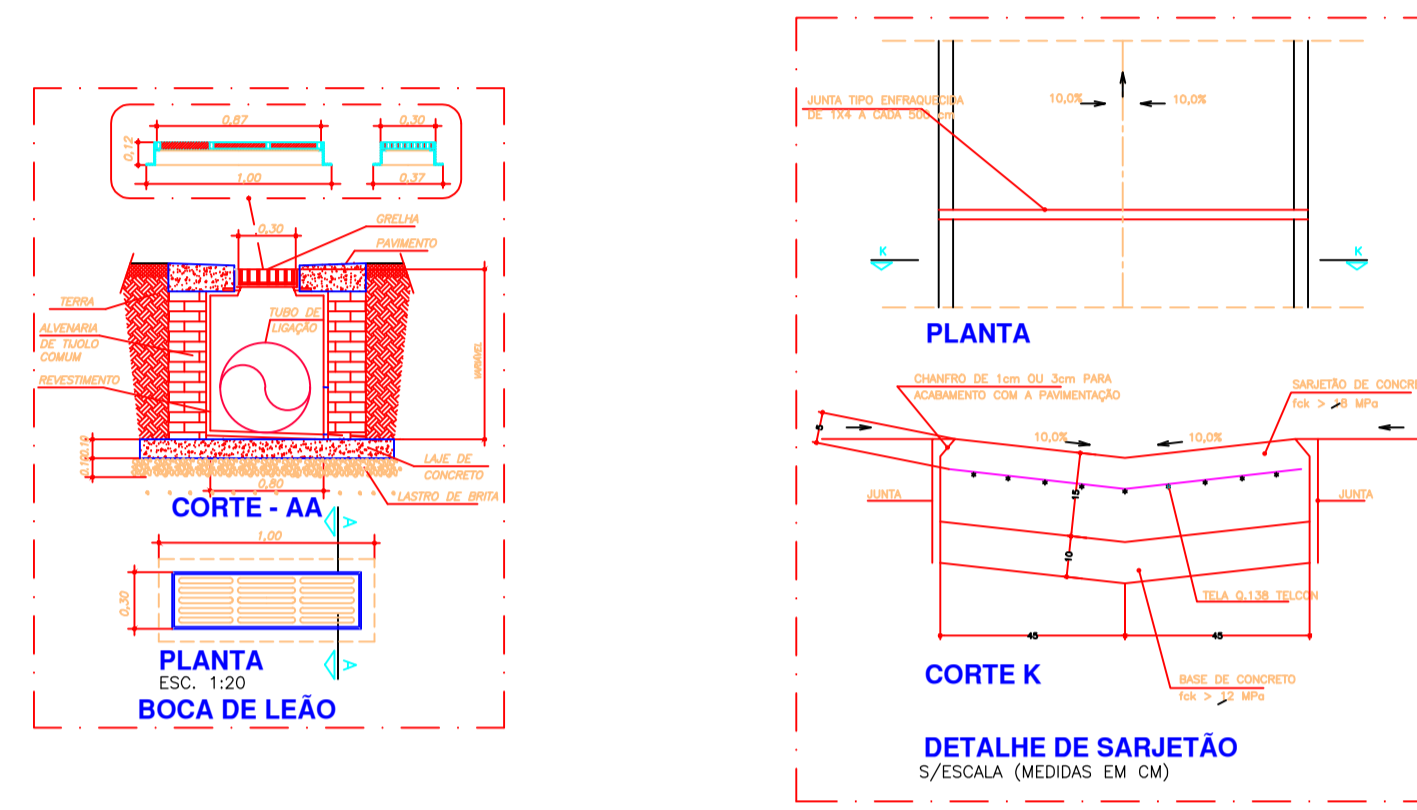 0,87
0,30
0,12
1,00
0,37
GRELHA
0,30
PAVIMENTO
TERRA
TUBO DE
LIGAÇÃO
ALVENARIA
DE TIJOLO
COMUM
VARIÁVEL
REVESTIMENTO
0.10
0.10
LAJE DE
CONCRETO
0,80
LASTRO DE BRITA
CORTE - AA
A
1,00
0,30
A
PLANTA
ESC. 1:20
BOCA DE LEÃO
JUNTA TIPO ENFRAQUECIDA
DE 1X4 A CADA 500 cm
10,0%
10,0%
K
K
PLANTA
CHANFRO DE 1cm OU 3cm PARA
ACABAMENTO COM A PAVIMENTAÇÃO
SARJETÃO DE CONCRE
fck > 18 MPa
5
10,0%
10,0%
JUNTA
15
JUNTA
10
TELA Q.138 TELCON
45
45
CORTE K
BASE DE CONCRETO
fck > 12 MPa
DETALHE DE SARJETÃO
S/ESCALA (MEDIDAS EM CM)